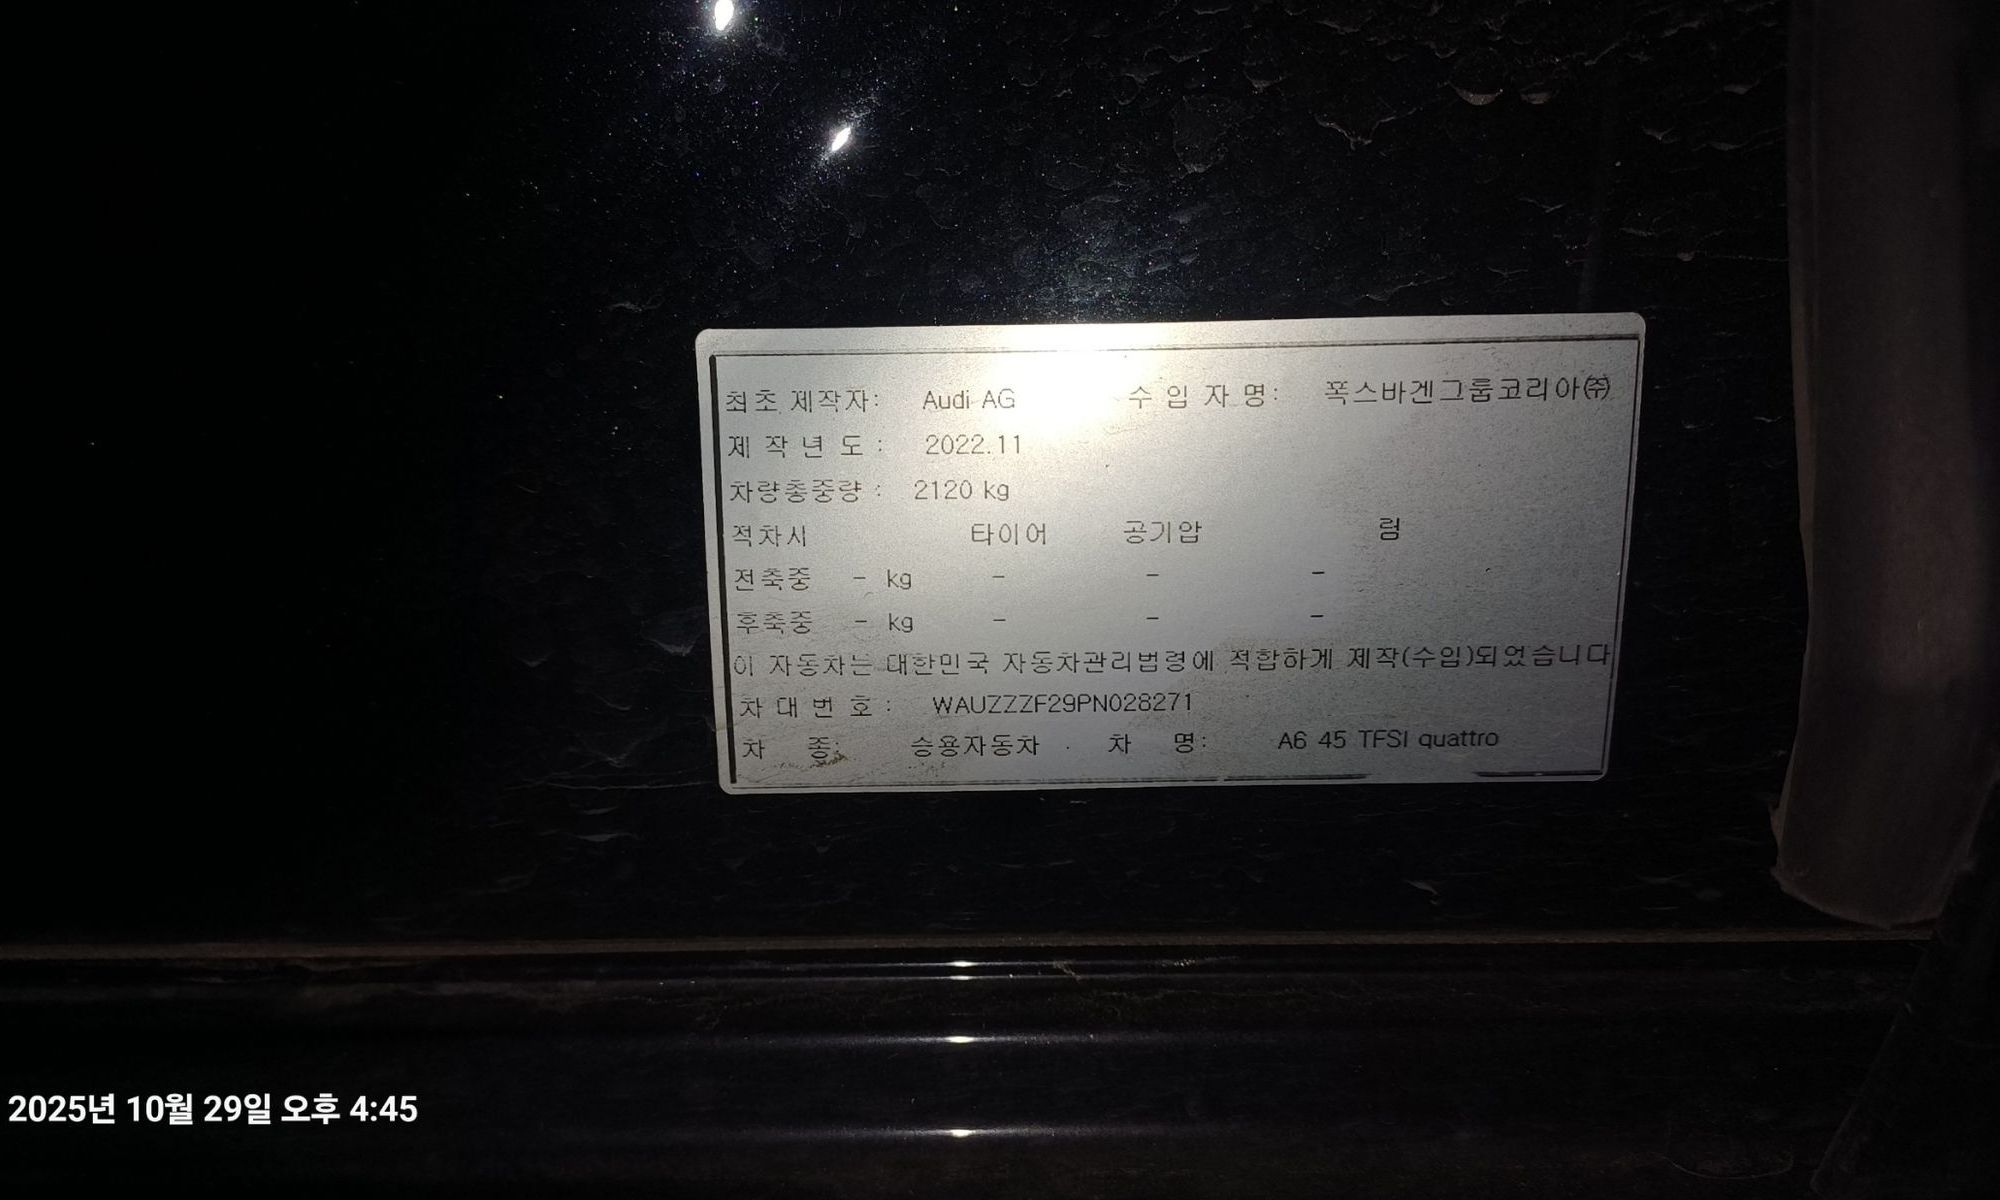 최초 제작자: Audi AG 수 입 자 명: 폭스바겐그룹코리아㈜
제 작 년 도 : 2022.11
차량총중량 : 2120 kg
적차시 타이어 공기압 림
전축중 - kg - - -
후축중 - kg - - -
이 자동차는 대한민국 자동차관리법령에 적합하게 제작(수입)되었습니다
차 대 번 호 : WAUZZZF29PN028271
차 종: 승용자동차 · 차 명: A6 45 TFSI quattro
2025년 10월 29일 오후 4:45